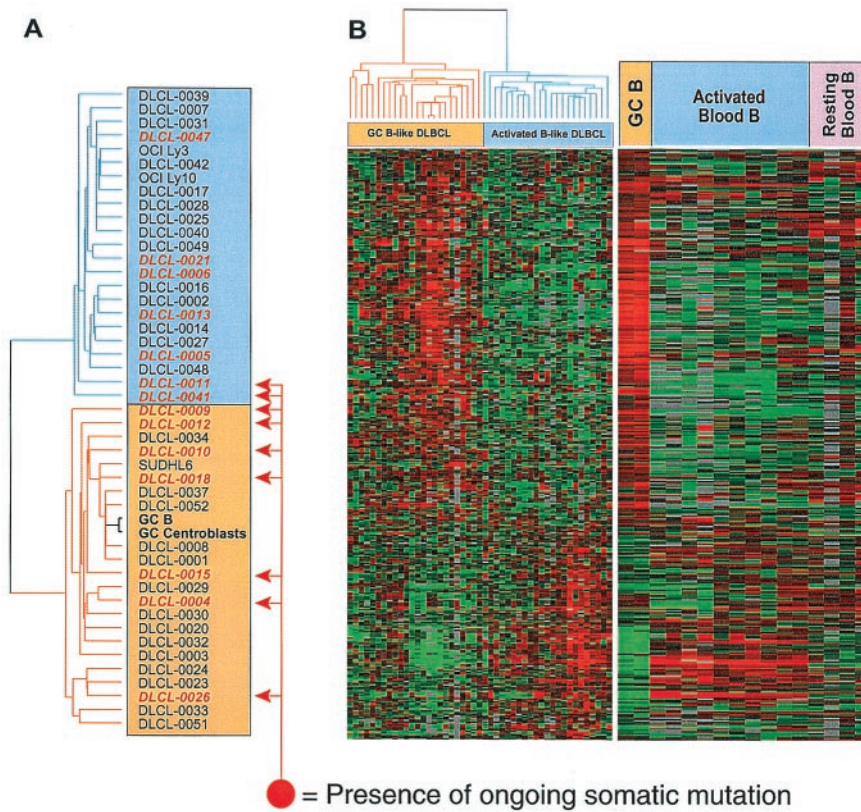 A
DLCL-0039
DLCL-0007
DLCL-0031
DLCL-0047
OCI Ly3
DLCL-0042
OCI Ly10
DLCL-0017
DLCL-0028
DLCL-0025
DLCL-0040
DLCL-0049
DLCL-0021
DLCL-0006
DLCL-0016
DLCL-0002
DLCL-0013
DLCL-0014
DLCL-0027
DLCL-0005
DLCL-0048
DLCL-0011
DLCL-0041
DLCL-0009
DLCL-0012
DLCL-0034
DLCL-0010
SUDHL6
DLCL-0018
DLCL-0037
DLCL-0052
GC B
GC Centroblasts
DLCL-0008
DLCL-0001
DLCL-0015
DLCL-0029
DLCL-0004
DLCL-0030
DLCL-0020
DLCL-0032
DLCL-0003
DLCL-0024
DLCL-0023
DLCL-0026
DLCL-0033
DLCL-0051
B
GC B-like DLBCL
Activated B-like DLBCL
GC B
Activated
Blood B
Resting
Blood B
= Presence of ongoing somatic mutation